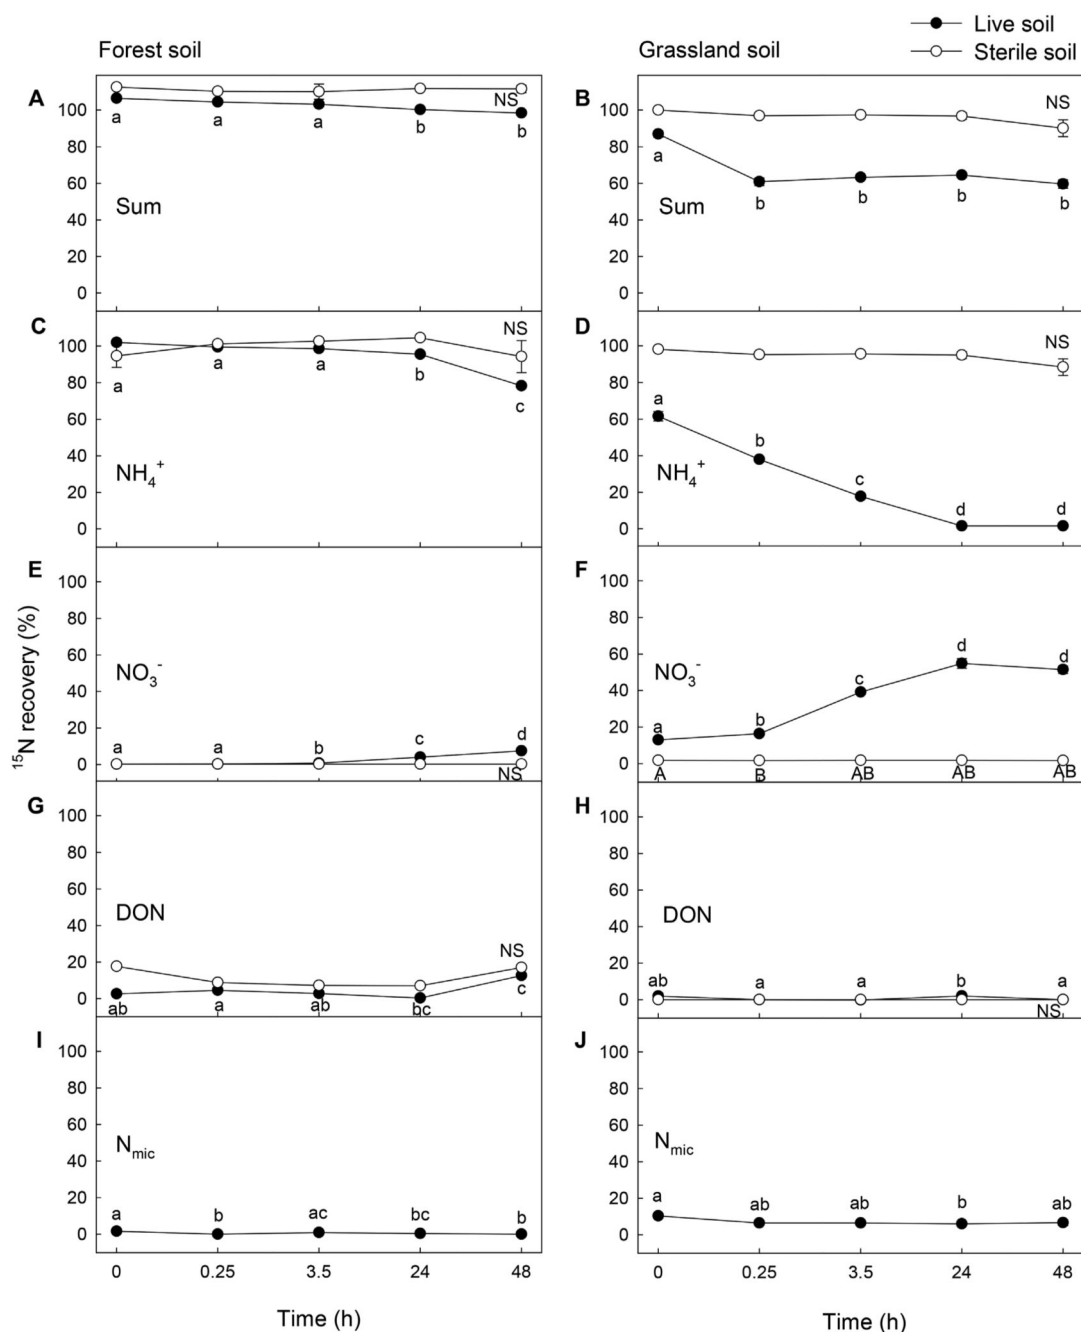 Live soil
Sterile soil
Forest soil
Grassland soil
A
100
80
60
40
20
0
NS
a
a
a
b
b
Sum
B
100
80
60
40
20
0
NS
a
b
b
b
b
Sum
C
100
80
60
40
20
0
NS
a
a
a
b
c
NH₄⁺
D
100
80
60
40
20
0
NS
a
b
c
d
d
NH₄⁺
E
100
80
60
40
20
0
NO₃⁻
a
a
b
c
d
NS
F
100
80
60
40
20
0
NO₃⁻
a
b
c
d
d
A
B
AB
AB
AB
G
100
80
60
40
20
0
DON
NS
ab
a
ab
bc
c
H
100
80
60
40
20
0
DON
ab
a
a
b
a
NS
I
100
80
60
40
20
0
Nmic
a
b
ac
bc
b
J
100
80
60
40
20
0
Nmic
a
ab
ab
b
ab
¹⁵N recovery (%)
0 0.25 3.5 24 48
0 0.25 3.5 24 48
Time (h)
Time (h)